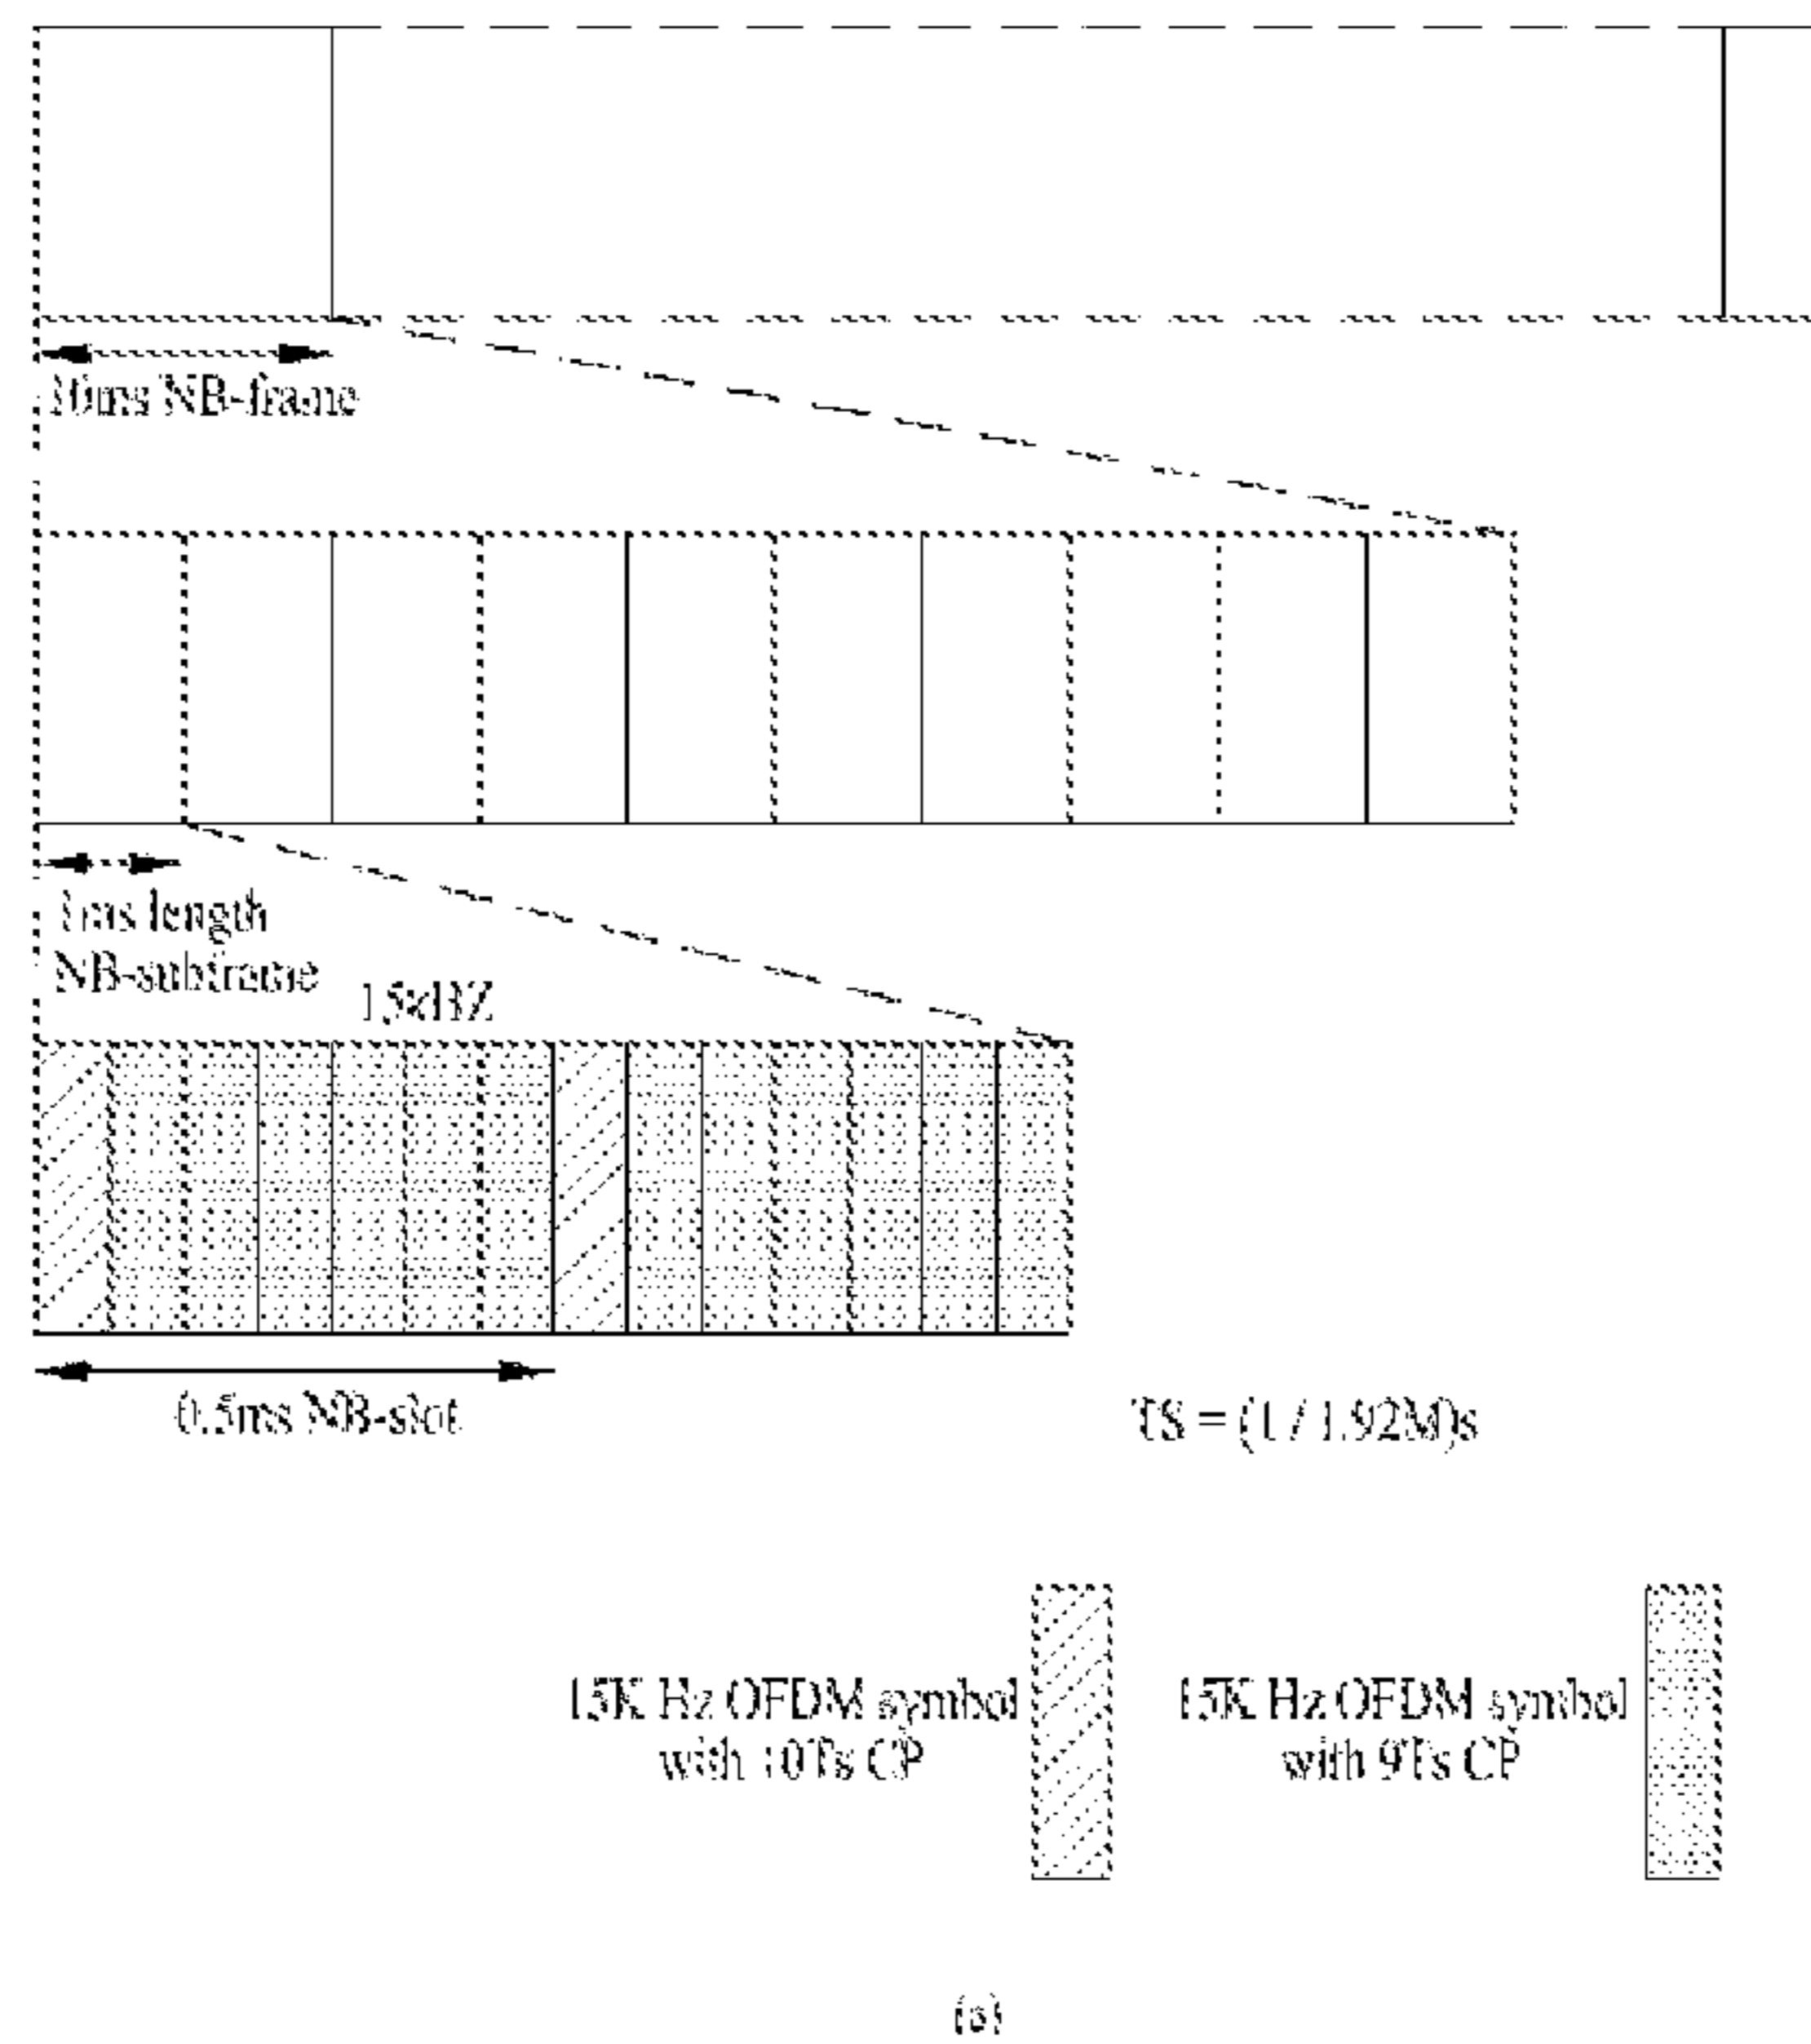 10ms NB-frame
1ms length
NB-subframe
15kHZ
0.5ms NB-slot
TS = (1 / 1.92M)s
15K Hz OFDM symbol
with 10Ts CP
15K Hz OFDM symbol
with 9Ts CP